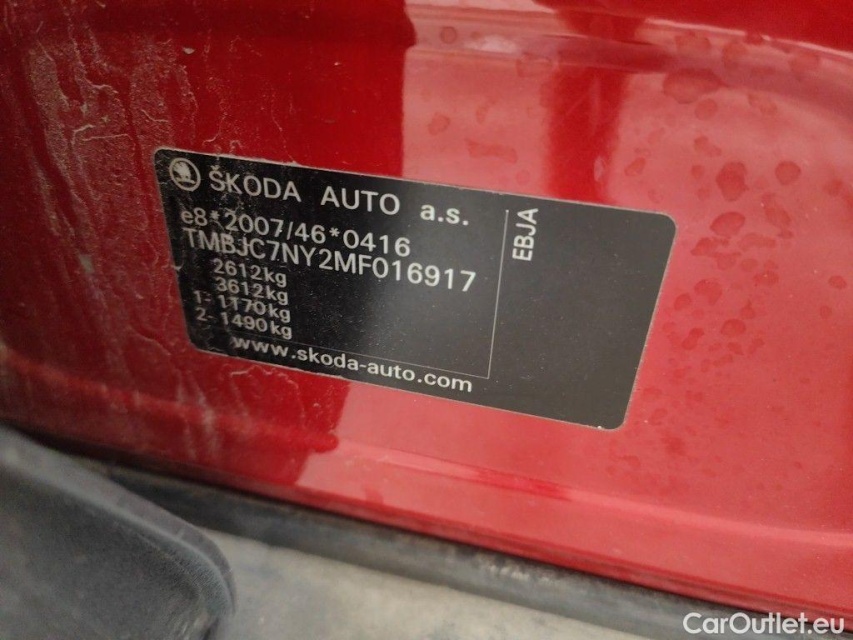 ŠKODA AUTO a.s.
e8*2007/46*0416
TMBJC7NY2MF016917
2612kg
3612kg
1-1170kg
2-1490kg
www.skoda-auto.com
EBJA
CarOutlet.eu